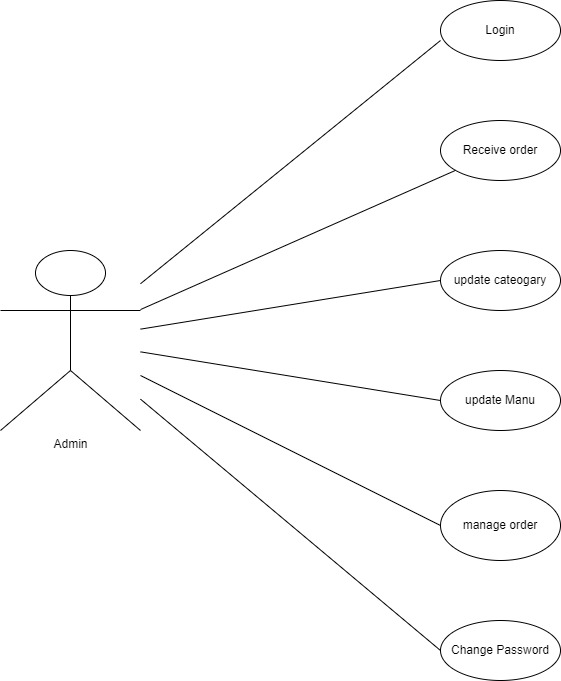 Login
Receive order
update cateogary
update Manu
Admin
manage order
Change Password